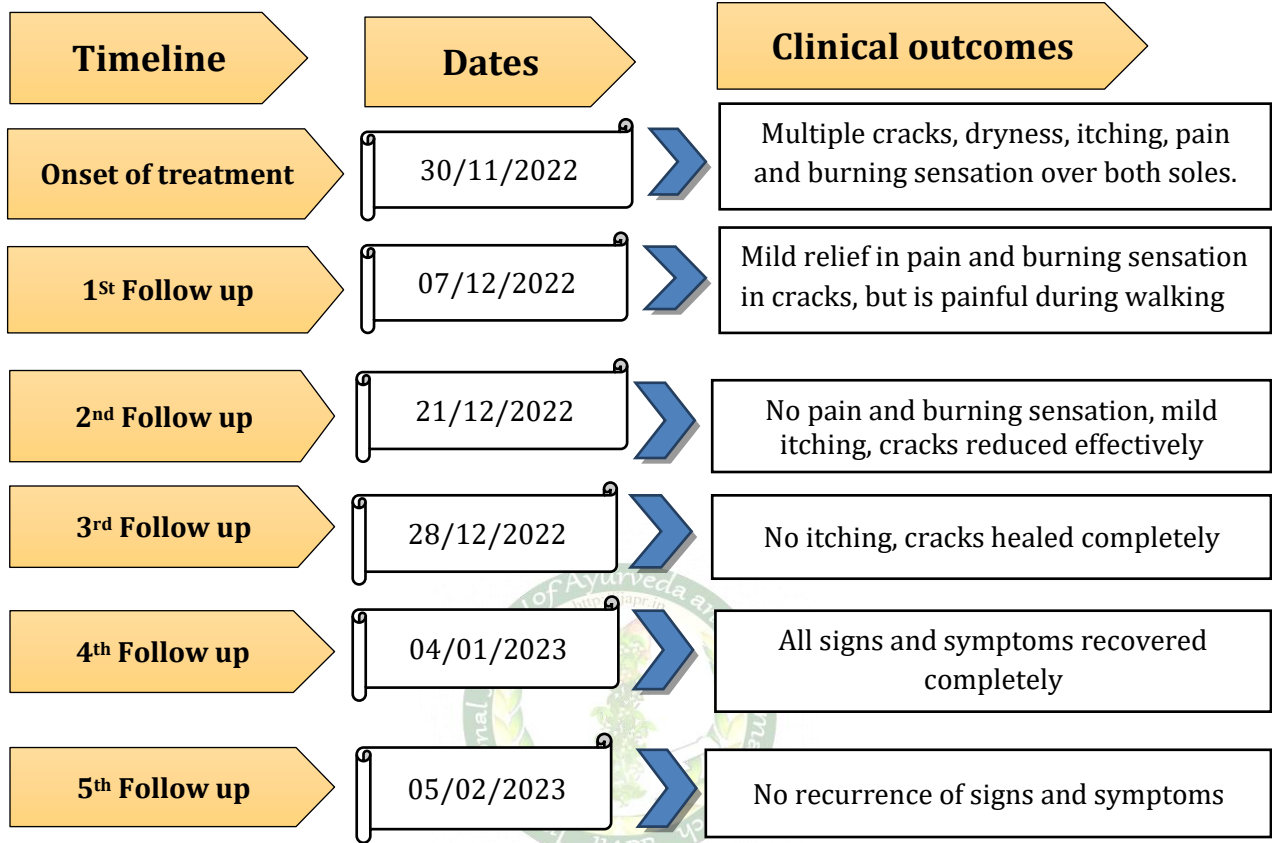 Timeline
Dates
Clinical outcomes
Onset of treatment
30/11/2022
Multiple cracks, dryness, itching, pain
and burning sensation over both soles.
1St Follow up
07/12/2022
Mild relief in pain and burning sensation
in cracks, but is painful during walking
2nd Follow up
21/12/2022
No pain and burning sensation, mild
itching, cracks reduced effectively
3rd Follow up
28/12/2022
No itching, cracks healed completely
4th Follow up
04/01/2023
All signs and symptoms recovered
completely
5th Follow up
05/02/2023
No recurrence of signs and symptoms
of Ayurveda